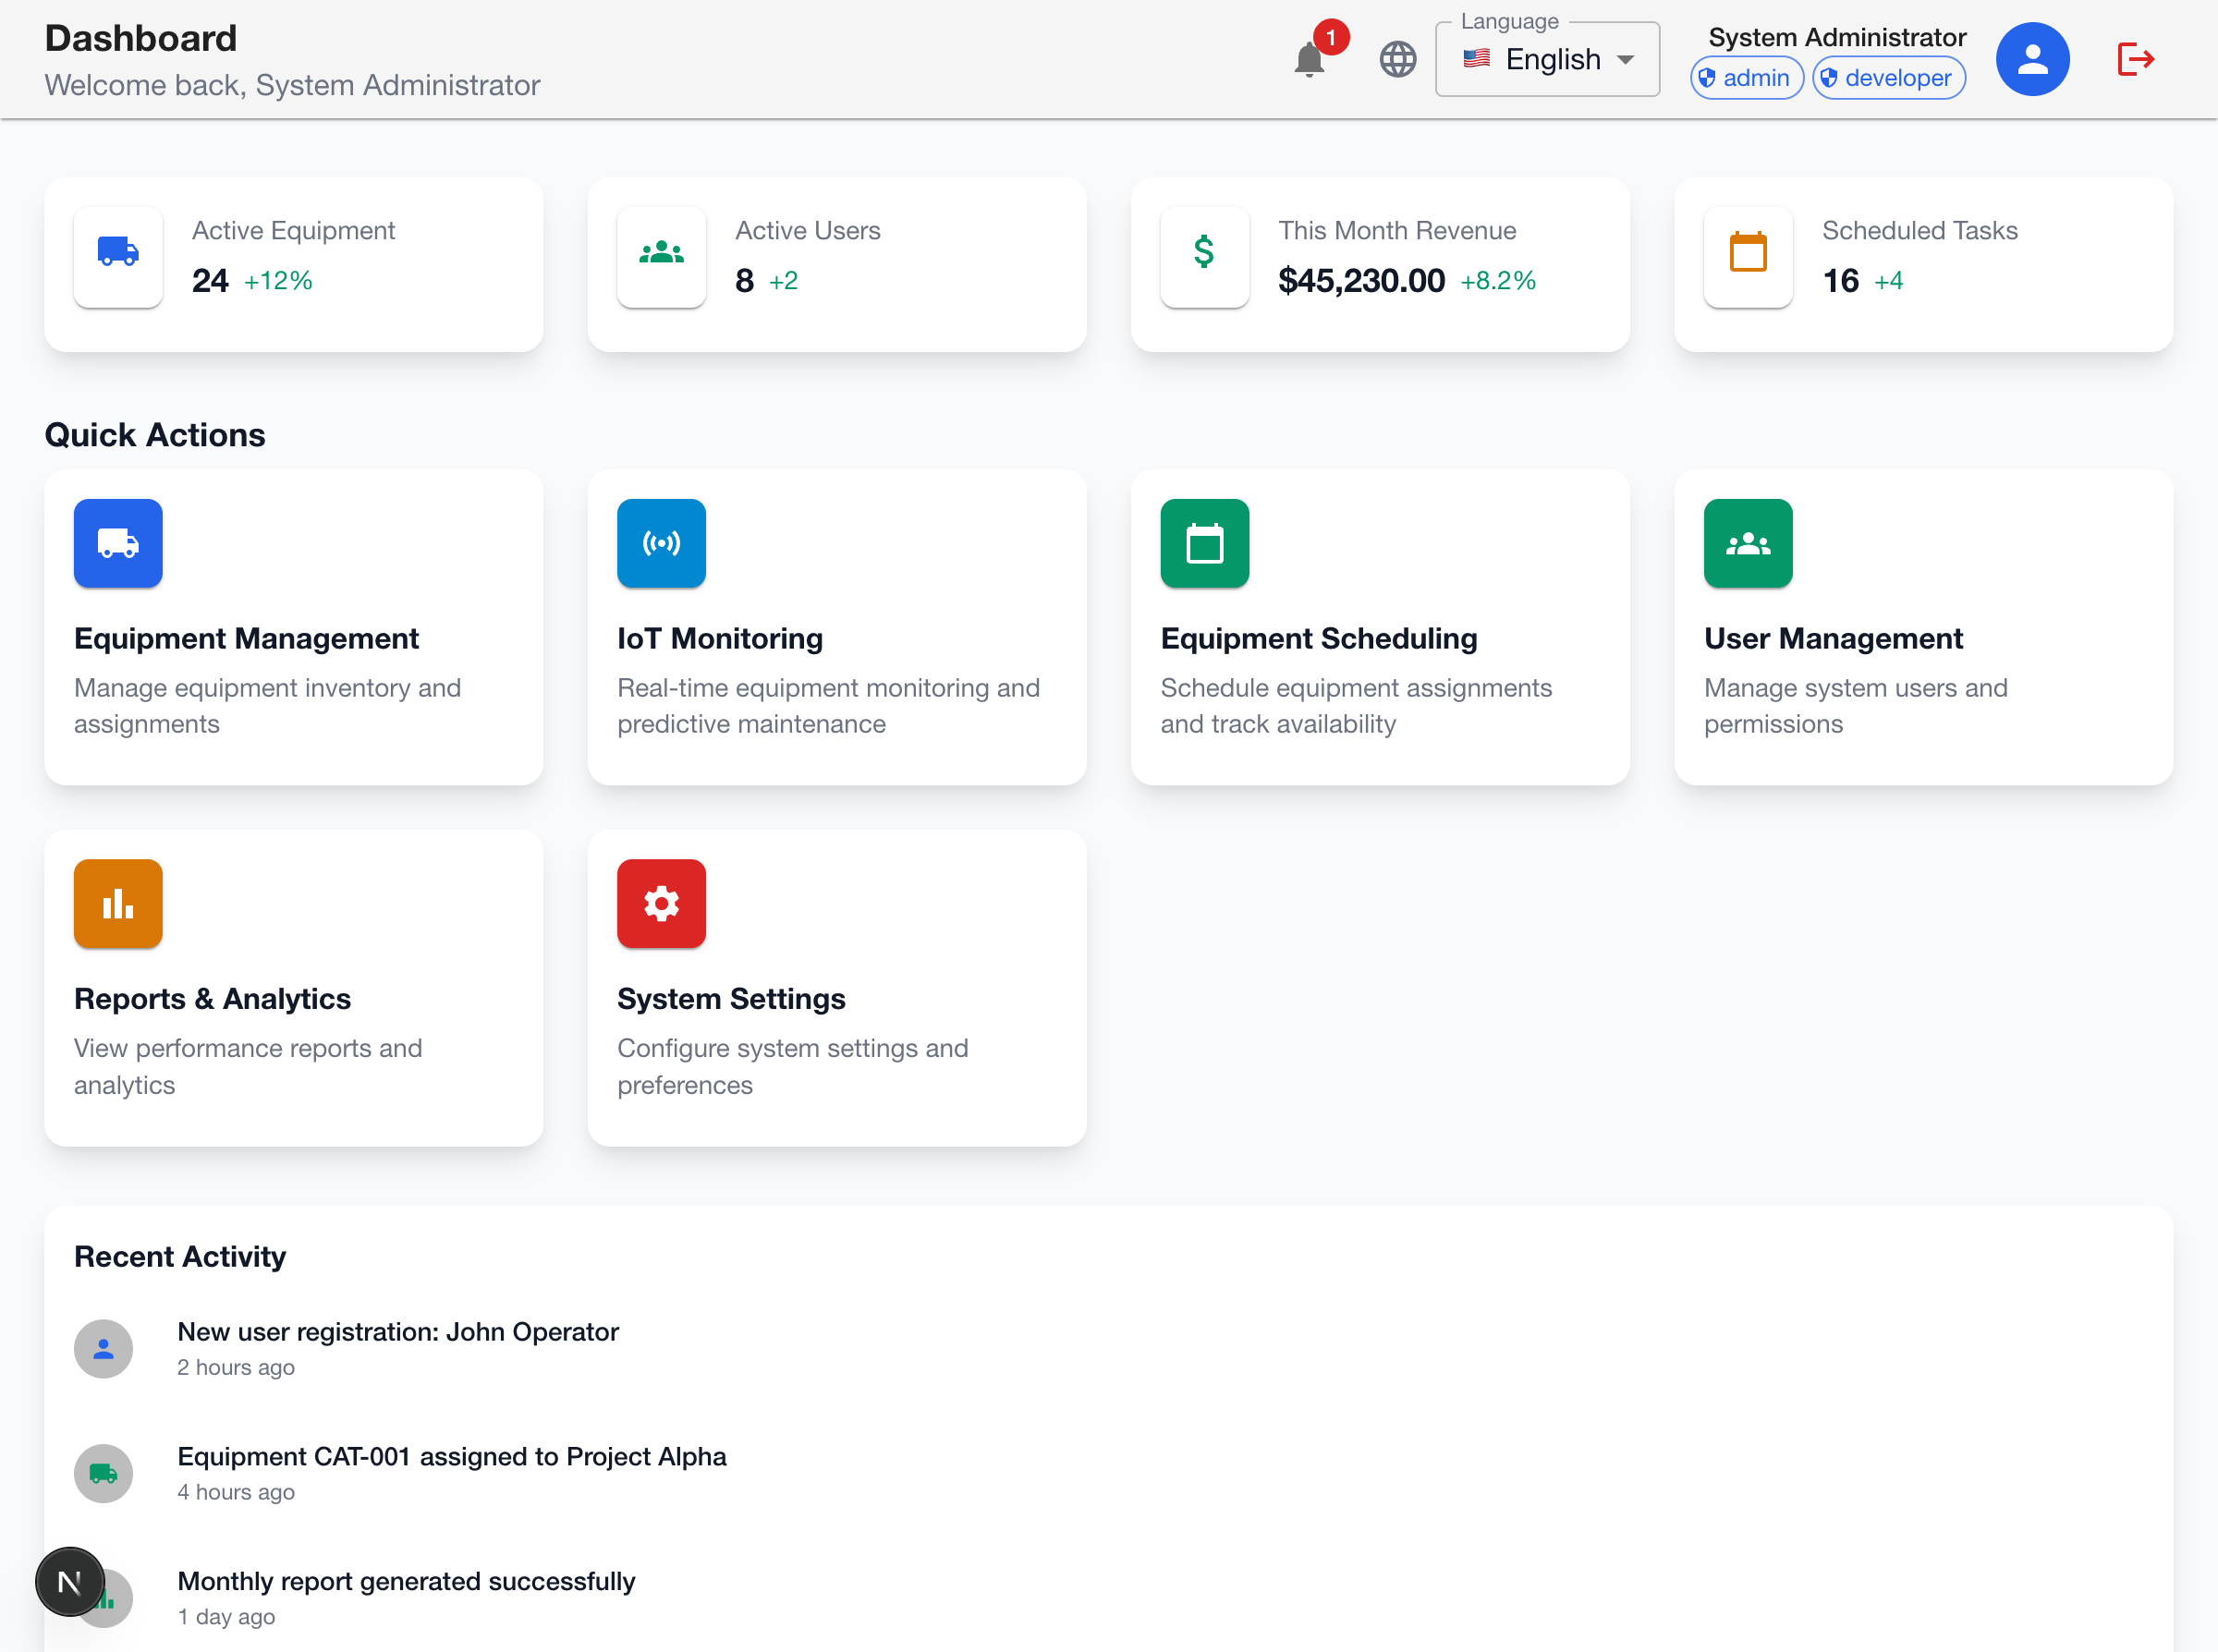 Dashboard
Welcome back, System Administrator
1
Language
English
System Administrator
admin
developer
Active Equipment
24 +12%
Active Users
8 +2
This Month Revenue
$45,230.00 +8.2%
Scheduled Tasks
16 +4
Quick Actions
Equipment Management
Manage equipment inventory and
assignments
IoT Monitoring
Real-time equipment monitoring and
predictive maintenance
Equipment Scheduling
Schedule equipment assignments
and track availability
User Management
Manage system users and
permissions
Reports & Analytics
View performance reports and
analytics
System Settings
Configure system settings and
preferences
Recent Activity
New user registration: John Operator
2 hours ago
Equipment CAT-001 assigned to Project Alpha
4 hours ago
N
Monthly report generated successfully
1 day ago